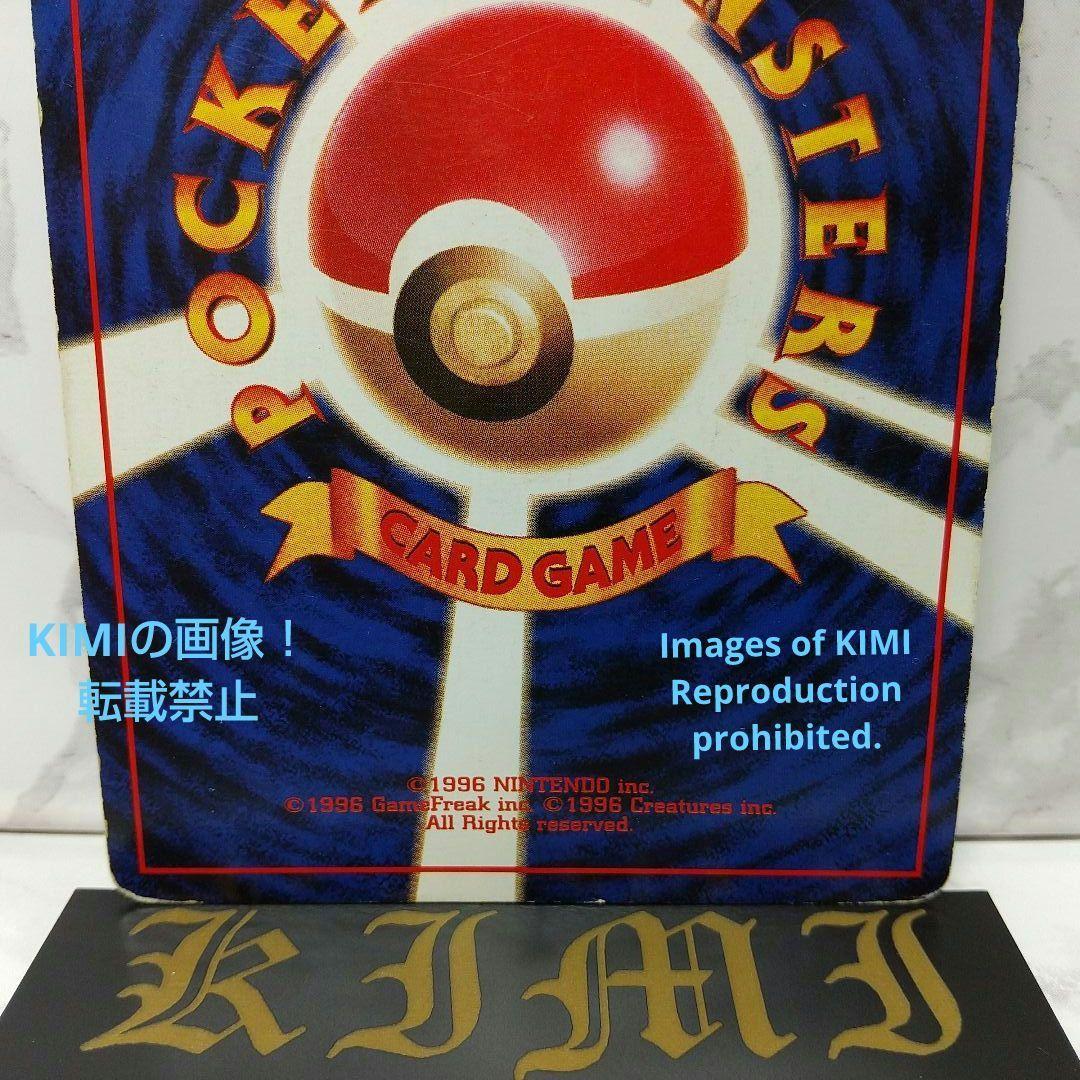 POCKE
NSTERS
CARD GAME
KIMIの画像！
転載禁止
Images of KIMI
Reproduction
prohibited.
©1996 NINTENDO inc.
©1996 GameFreak inc. ©1996 Creatures inc.
All Rights reserved.
KIMI